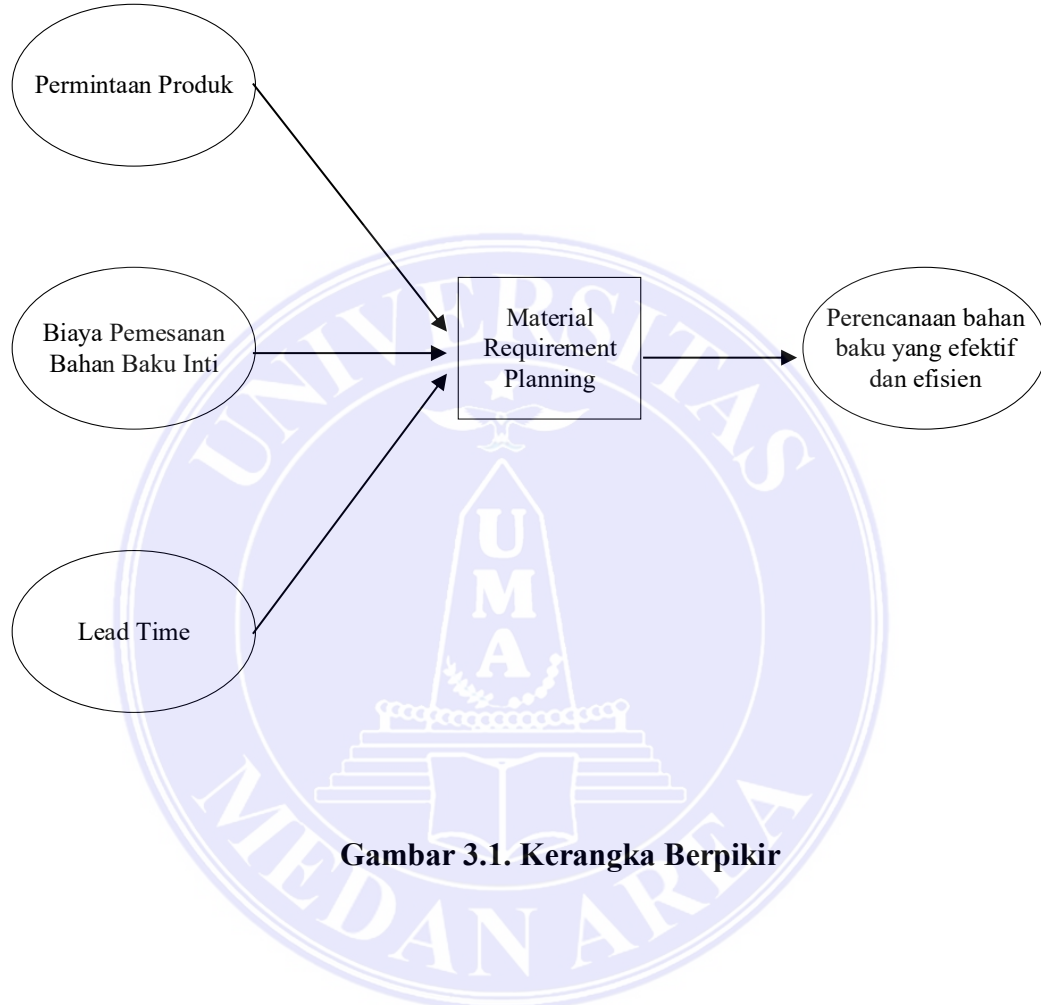 Permintaan Produk
Biaya Pemesanan
Bahan Baku Inti
Lead Time
Material
Requirement
Planning
Perencanaan bahan
baku yang efektif
dan efisien
UNIVERSITAS
U
M
A
MEDAN AREA
Gambar 3.1. Kerangka Berpikir